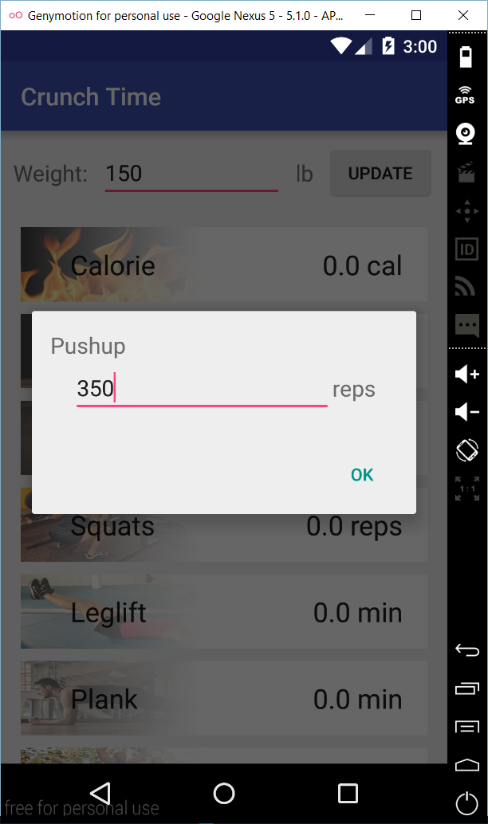 Genymotion for personal use - Google Nexus 5 - 5.1.0 - AP...
3:00
Crunch Time
GPS
Weight: 150 lb UPDATE
ID
Calorie 0.0 cal
Pushup
350 reps
OK
1:1
Squats 0.0 reps
Leglift 0.0 min
Plank 0.0 min
free for personal use